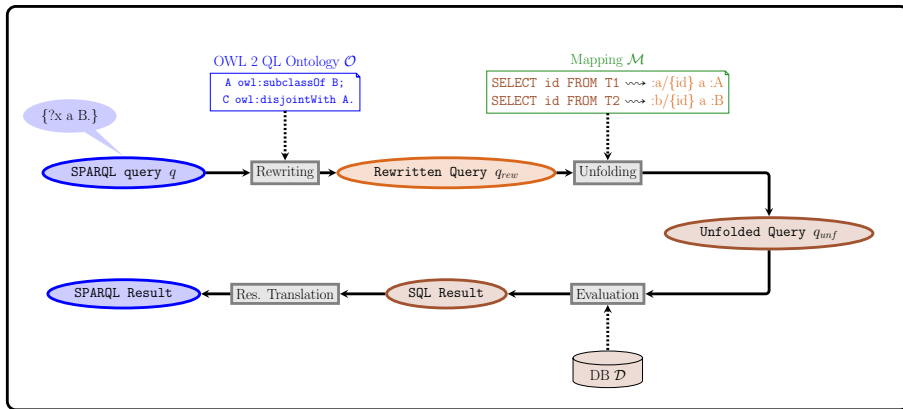 OWL 2 QL Ontology 𝒪
A owl:subclassOf B;
C owl:disjointWith A.
Mapping ℳ
SELECT id FROM T1 ⟿ :a/{id} a :A
SELECT id FROM T2 ⟿ :b/{id} a :B
{?x a B.}
SPARQL query q
Rewriting
Rewritten Query q_rew
Unfolding
Unfolded Query q_unf
SPARQL Result
Res. Translation
SQL Result
Evaluation
DB 𝒟